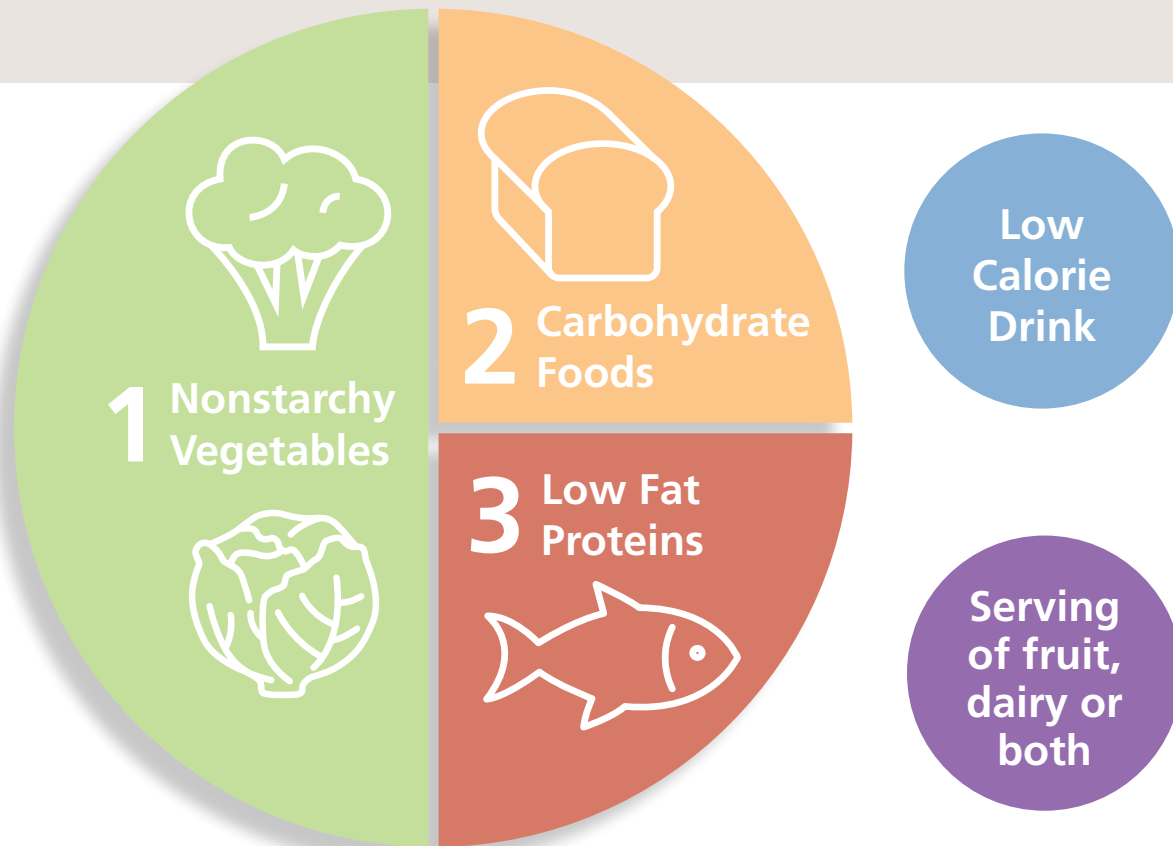 1 Nonstarchy
Vegetables
2 Carbohydrate
Foods
3 Low Fat
Proteins
Low
Calorie
Drink
Serving
of fruit,
dairy or
both